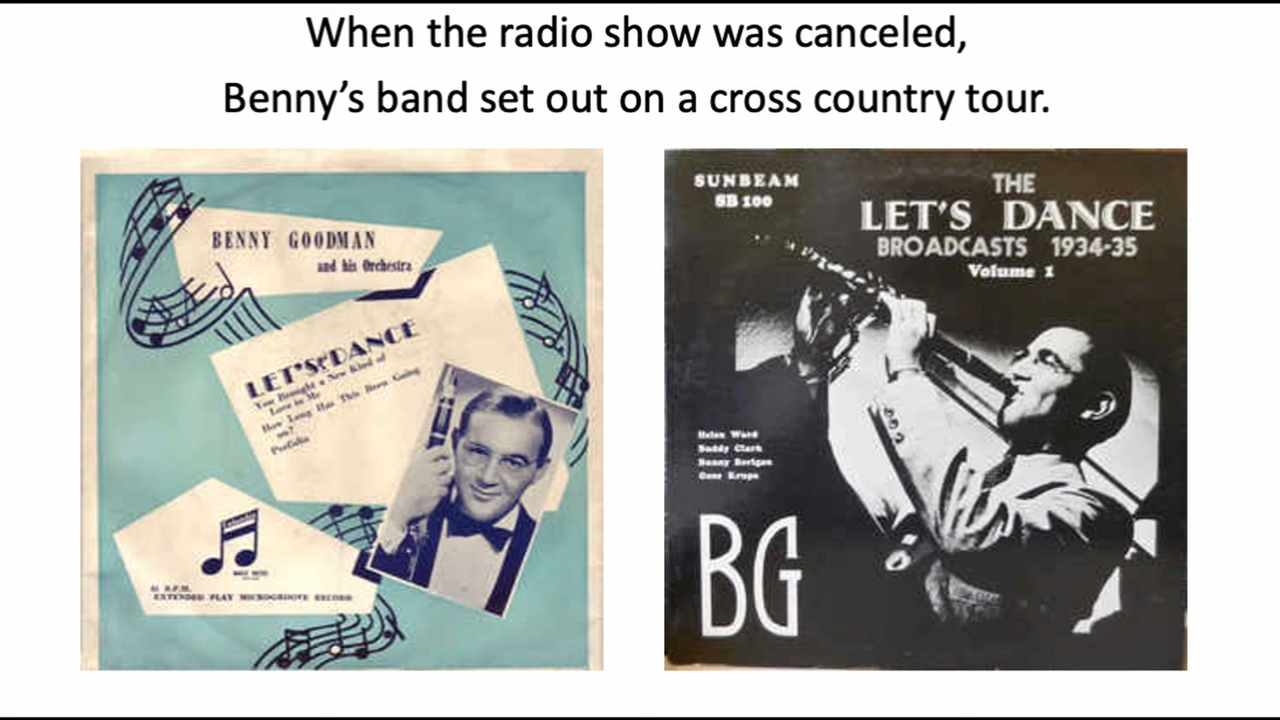 When the radio show was canceled,
Benny's band set out on a cross country tour.
BENNY GOODMAN
and his Orchestra
LET'S DANCE
You Brought a New Kind of
Love to Me
How Long Has This Been Going
on?
Perfidia
Columbia
45 R.P.M.
EXTENDED PLAY MICROGROOVE RECORD
SUNBEAM
SB 100
THE
LET'S DANCE
BROADCASTS 1934-35
Volume 1
Helen Ward
Buddy Clark
Bunny Berigan
Gene Krupa
BG